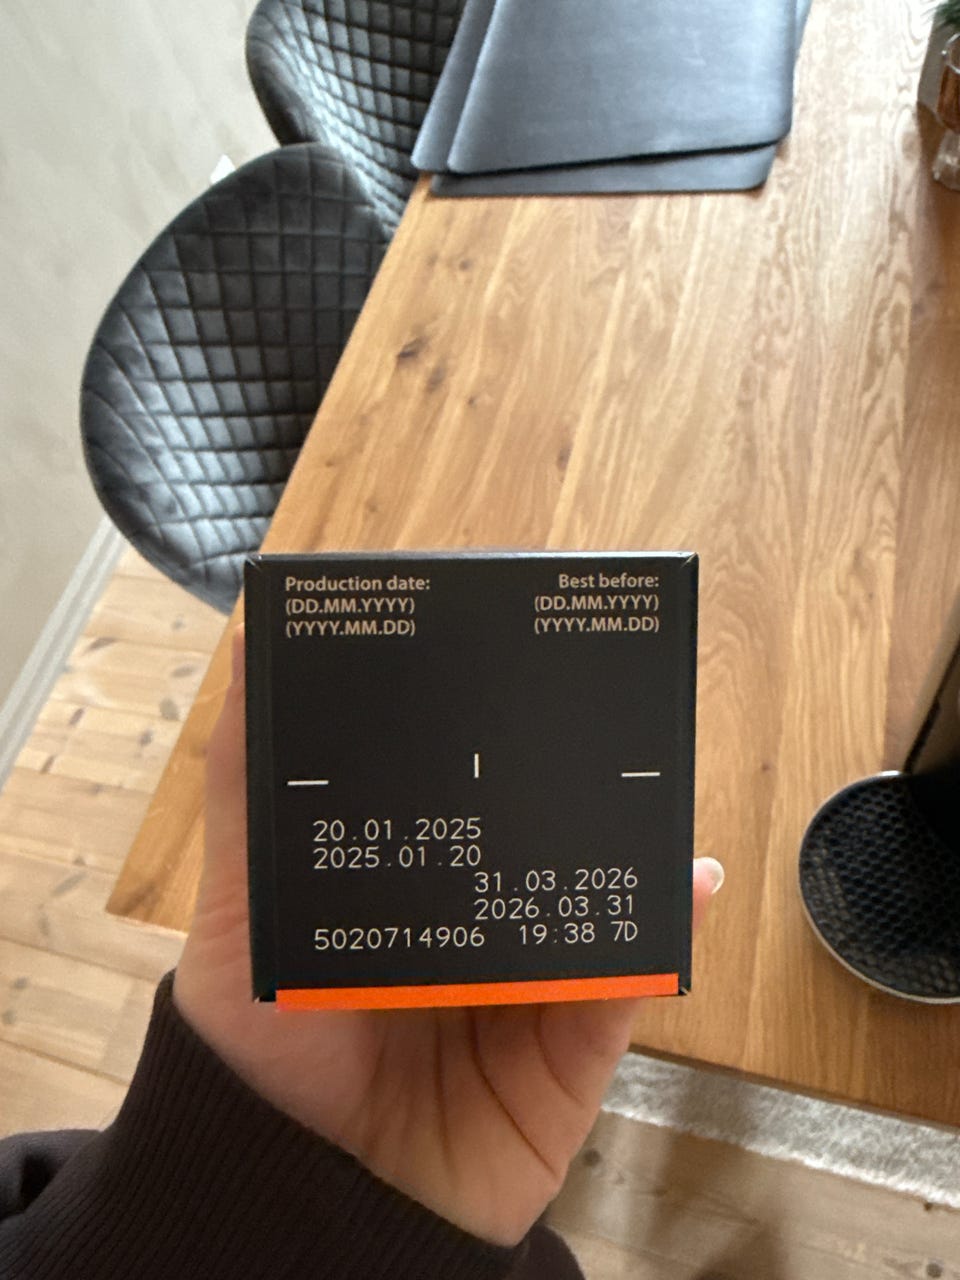 Production date:
(DD.MM.YYYY)
(YYYY.MM.DD)
Best before:
(DD.MM.YYYY)
(YYYY.MM.DD)
20.01.2025
2025.01.20
31.03.2026
2026.03.31
5020714906 19:38 7D